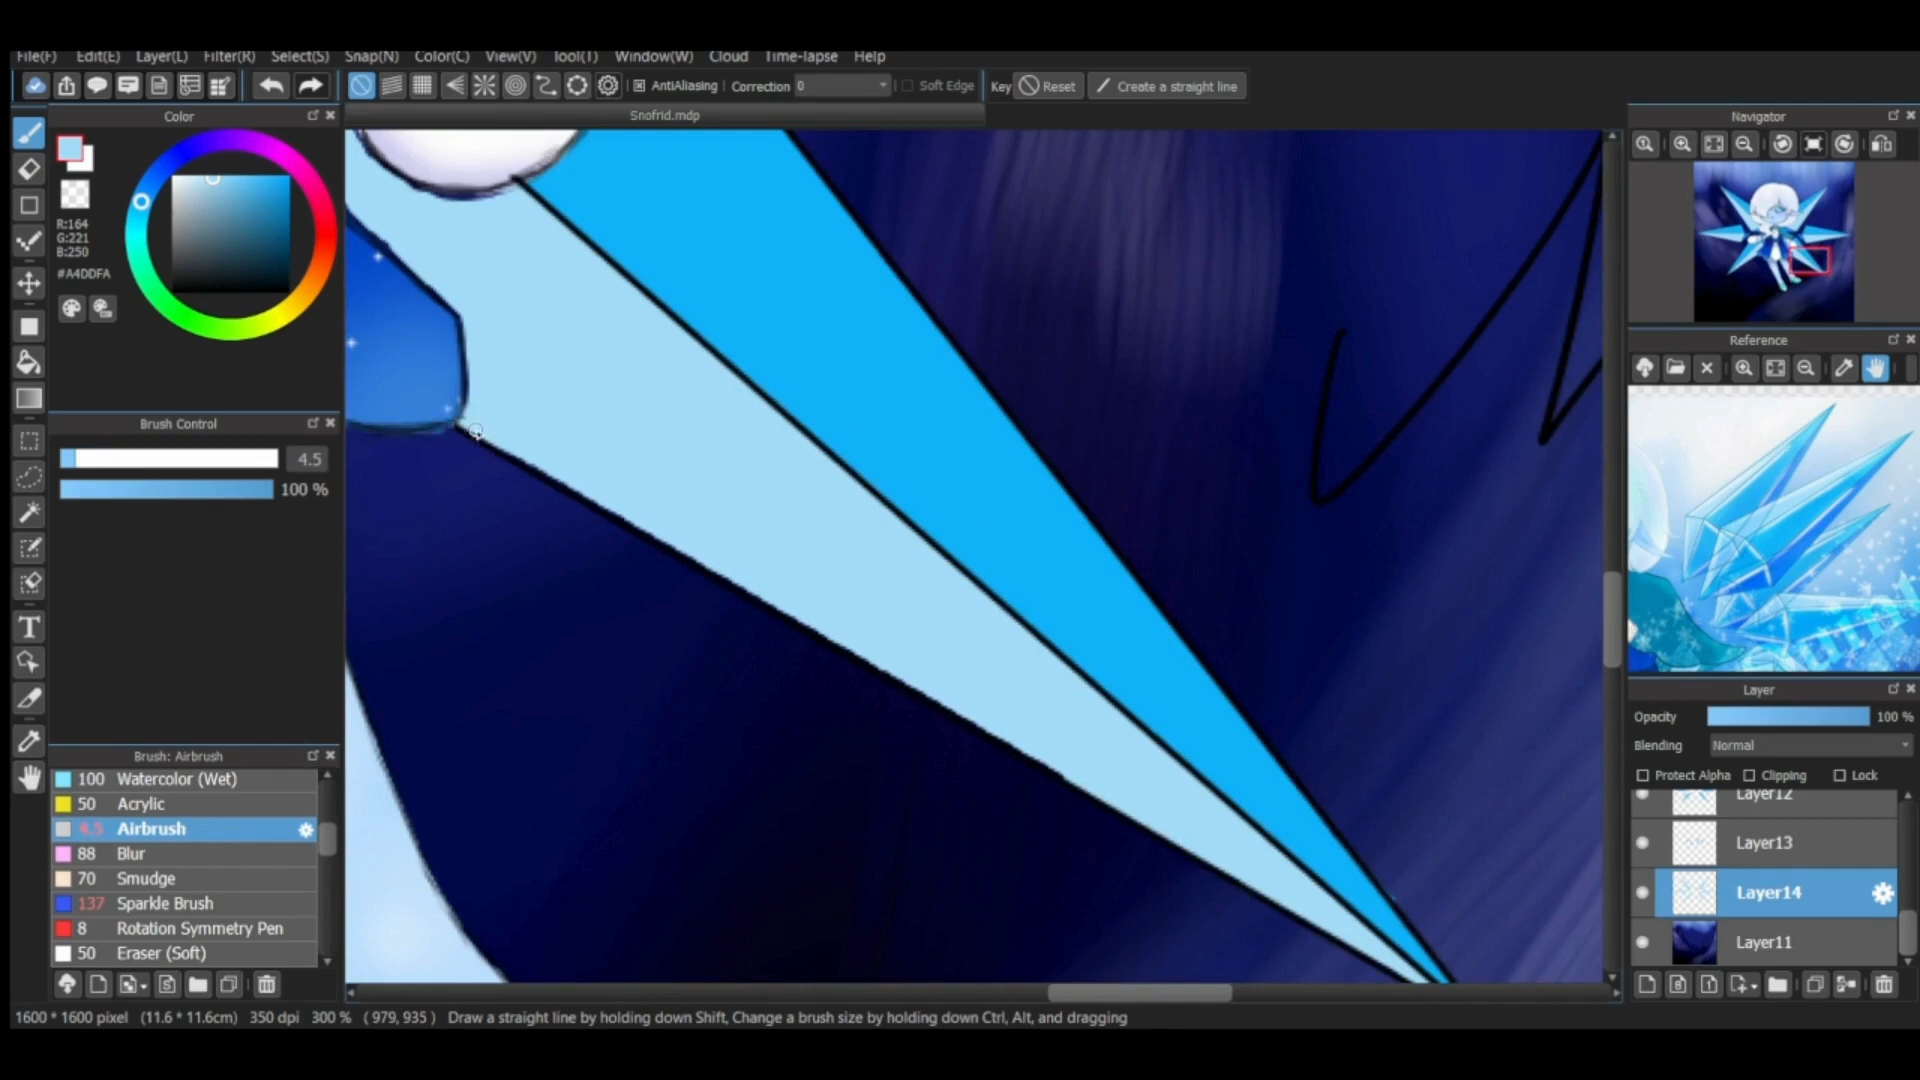 File(F) Edit(E) Layer(L) Filter(R) Select(S) Snap(N) Color(C) View(V) Tool(T) Window(W) Cloud Time-lapse Help
AntiAliasing Correction 0 Soft Edge Key Reset Create a straight line
Color
Snofrid.mdp
Navigator
R:164
G:221
B:250
#A4DDFA
Reference
Brush Control
4.5
100 %
Layer
Opacity 100 %
Blending Normal
Protect Alpha Clipping Lock
Brush: Airbrush
100 Watercolor (Wet)
50 Acrylic
4.5 Airbrush
88 Blur
70 Smudge
137 Sparkle Brush
8 Rotation Symmetry Pen
50 Eraser (Soft)
Layer12
Layer13
Layer14
Layer11
1600 * 1600 pixel (11.6 * 11.6cm) 350 dpi 300 % ( 979, 935 ) Draw a straight line by holding down Shift, Change a brush size by holding down Ctrl, Alt, and dragging